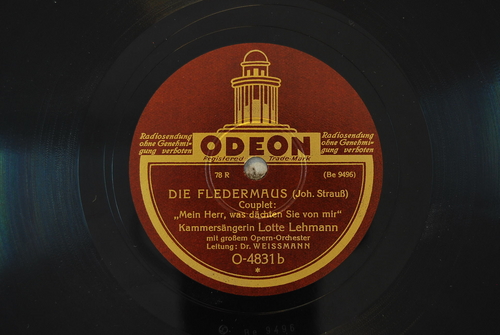 Radiosendung
ohne Genehmi-
gung verboten
ODEON
Radiosendung
ohne Genehmi-
gung verboten
Registered Trade-Mark
78 R
(Be 9496)
DIE FLEDERMAUS (Joh. Strauß)
Couplet:
„Mein Herr, was dächten Sie von mir“
Kammersängerin Lotte Lehmann
mit großem Opern-Orchester
Leitung: Dr. WEISSMANN
O-4831b
*